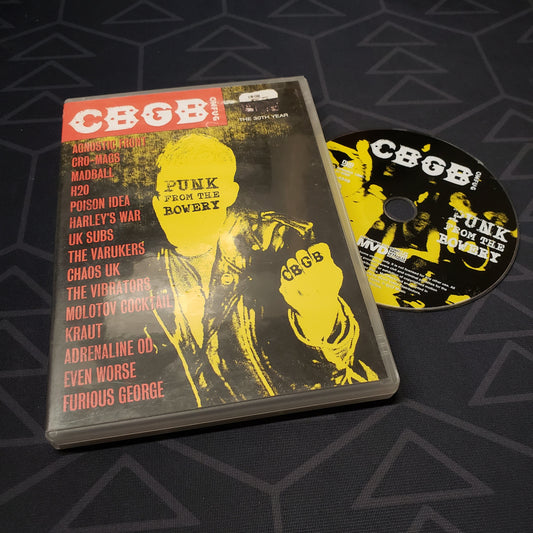 CBGB
OMFUG
THE 30TH YEAR
AGNOSTIC FRONT
CRO-MAGS
MADBALL
H2O
POISON IDEA
HARLEY'S WAR
UK SUBS
THE VARUKERS
CHAOS UK
THE VIBRATORS
MOLOTOV COCKTAIL
KRAUT
ADRENALINE OD
EVEN WORSE
FURIOUS GEORGE
PUNK
FROM THE
BOWERY
CBGB
CBGB
OMFUG
PUNK
FROM THE
BOWERY
MVD